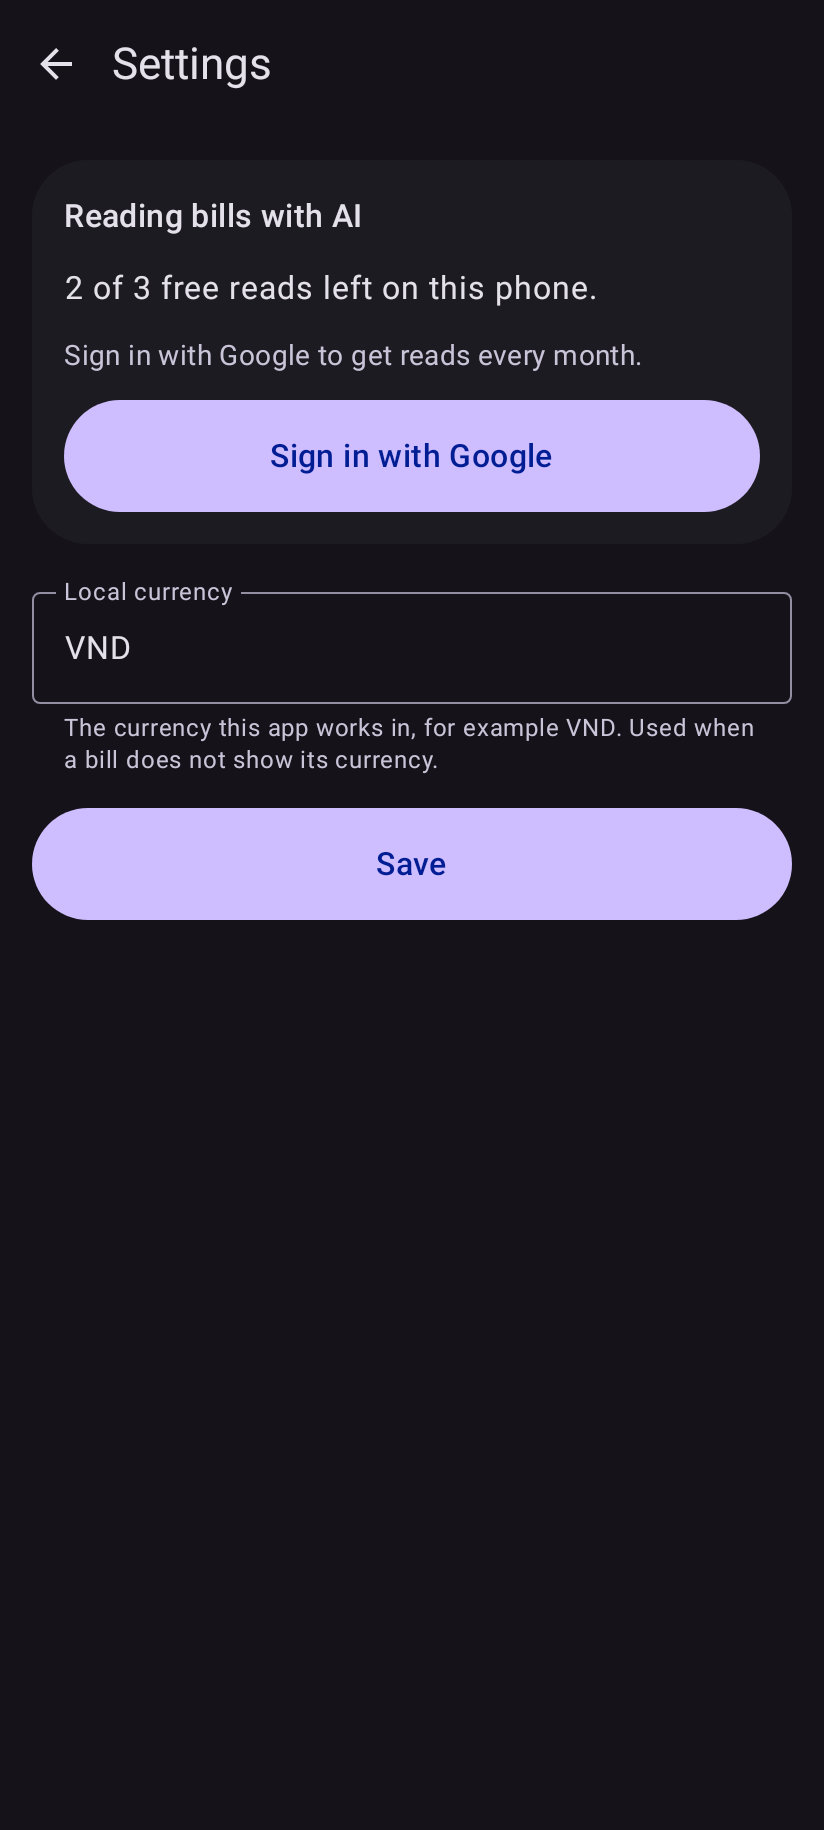 Settings
Reading bills with AI
2 of 3 free reads left on this phone.
Sign in with Google to get reads every month.
Sign in with Google
Local currency
VND
The currency this app works in, for example VND. Used when
a bill does not show its currency.
Save